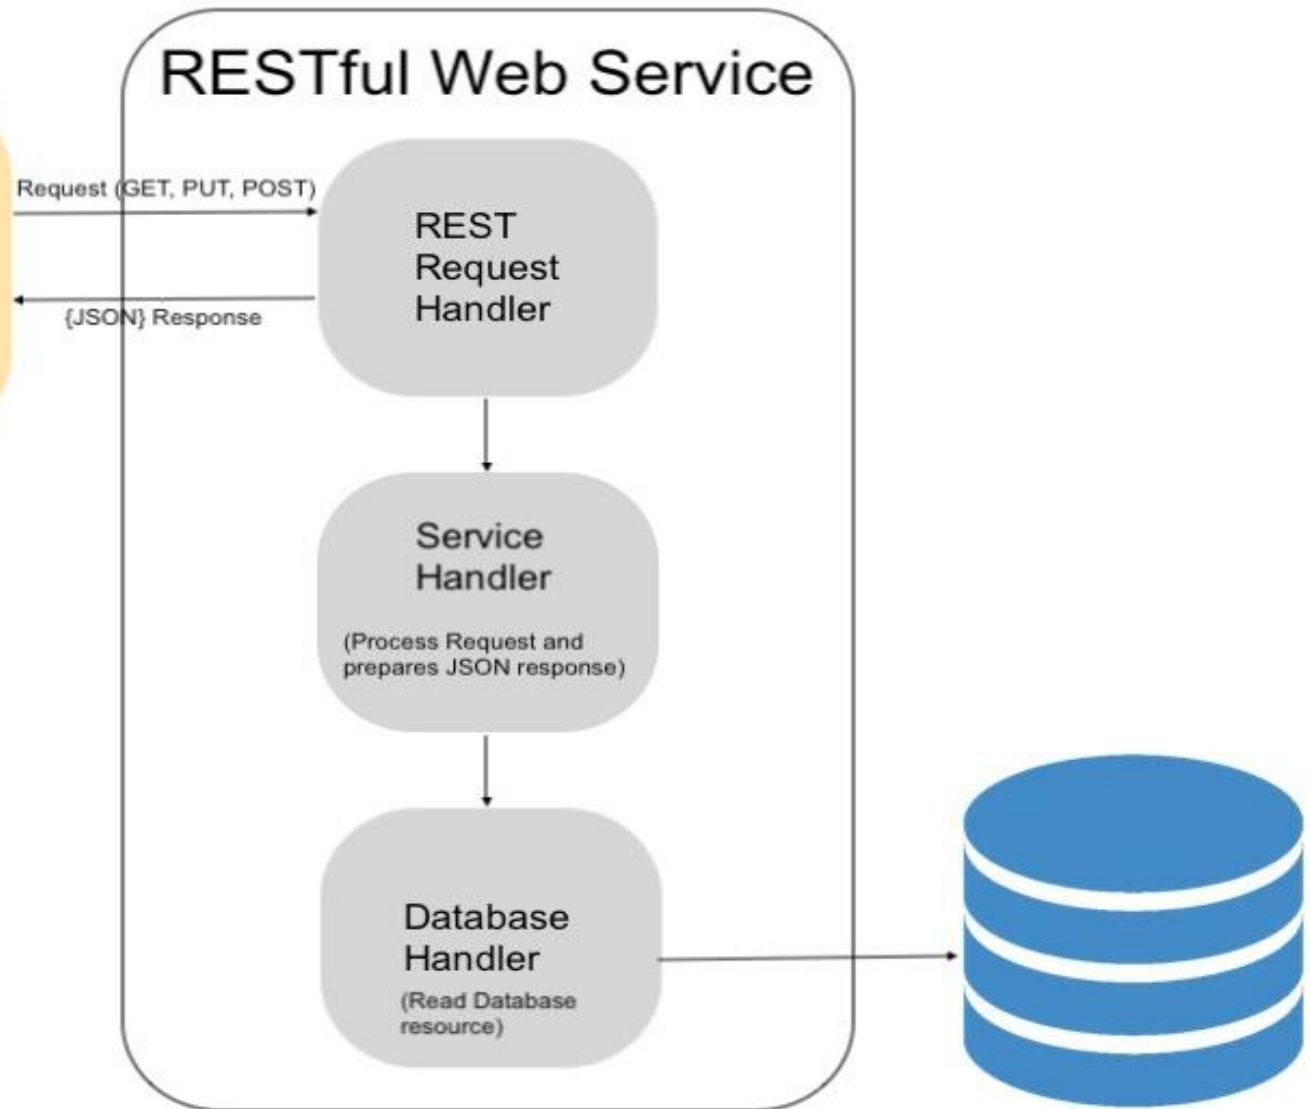 RESTful Web Service
Request (GET, PUT, POST)
{JSON} Response
REST
Request
Handler
Service
Handler
(Process Request and
prepares JSON response)
Database
Handler
(Read Database
resource)